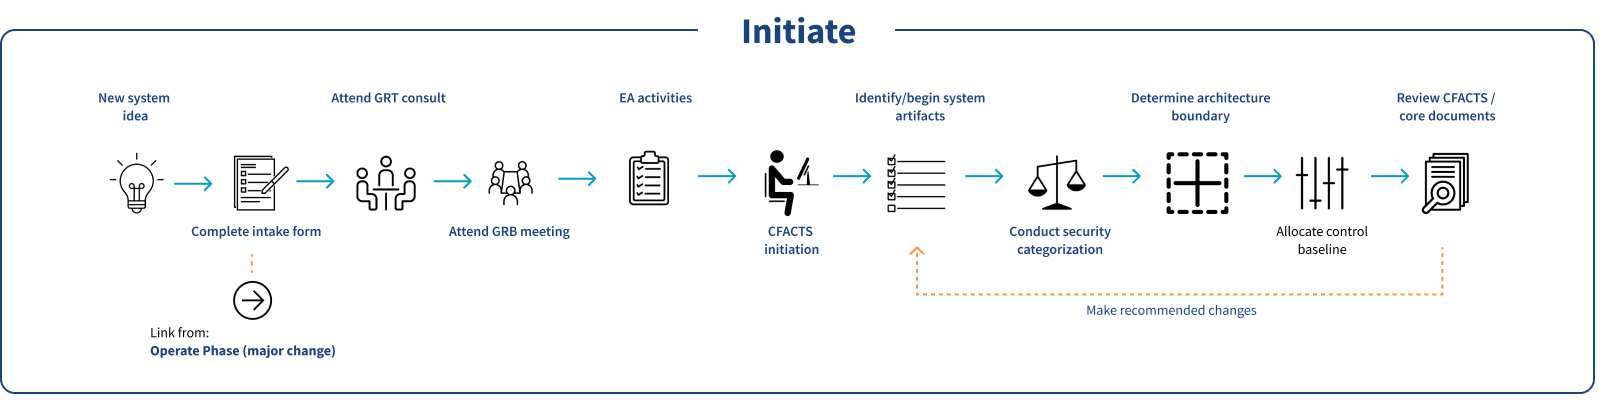 Initiate
New system
idea
Attend GRT consult
EA activities
Identify/begin system
artifacts
Determine architecture
boundary
Review CFACTS /
core documents
Complete intake form
Attend GRB meeting
CFACTS
initiation
Conduct security
categorization
Allocate control
baseline
Make recommended changes
Link from:
Operate Phase (major change)